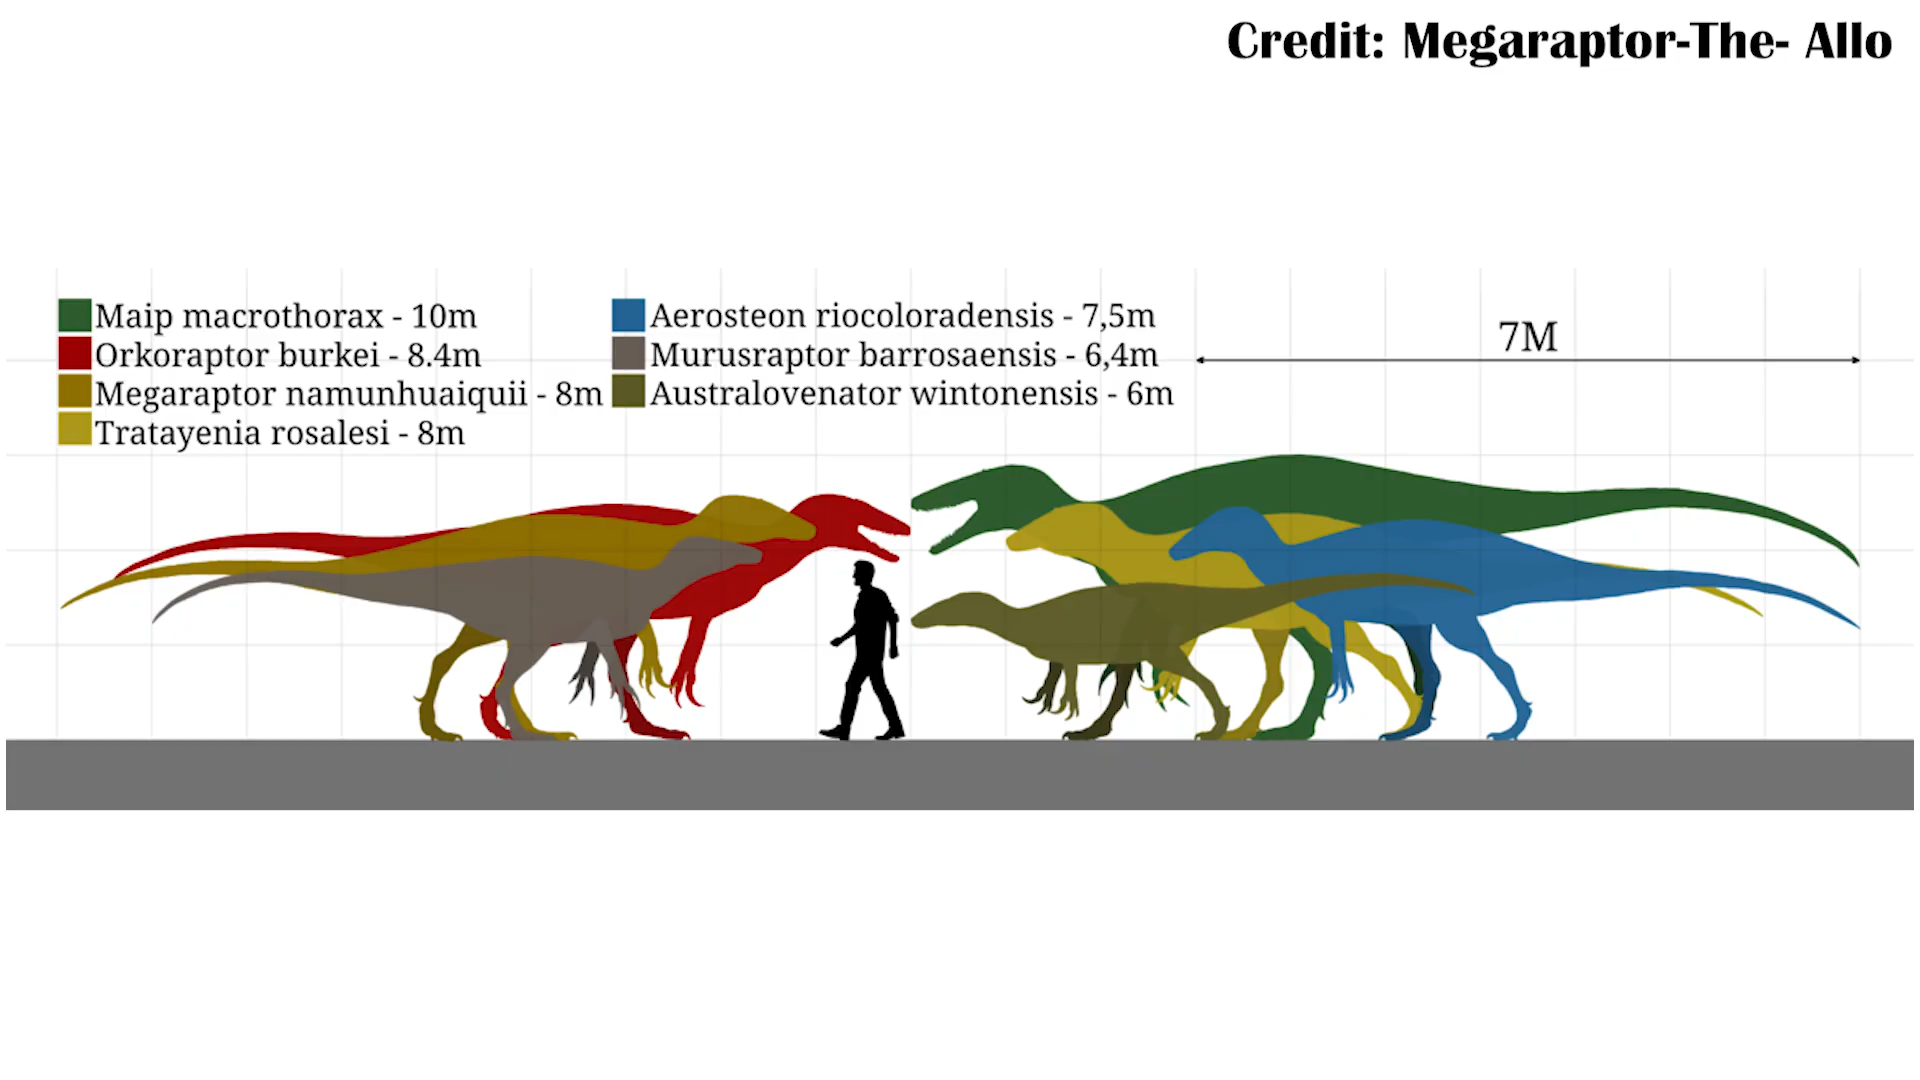 Credit: Megaraptor-The- Allo
Maip macrothorax - 10m
Orkoraptor burkei - 8.4m
Megaraptor namunhuaiquii - 8m
Tratayenia rosalesi - 8m
Aerosteon riocoloradensis - 7,5m
Murusraptor barrosaensis - 6,4m
Australovenator wintonensis - 6m
7M